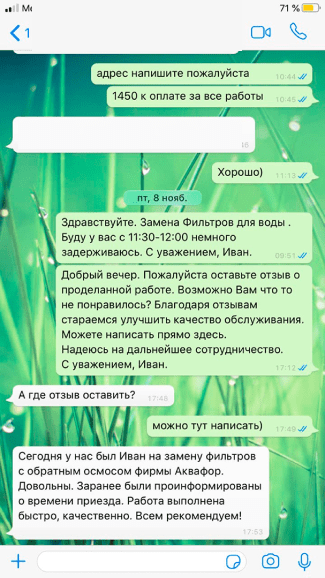 Ме
71 %
1
адрес напишите пожалуйста
10:44
1450 к оплате за все работы
10:45
Хорошо)
11:13
пт, 8 нояб.
Здравствуйте. Замена Фильтров для воды .
Буду у вас с 11:30-12:00 немного
задерживаюсь. С уважением, Иван.
08:51
Добрый вечер. Пожалуйста оставьте отзыв о
проделанной работе. Возможно Вам что то
не понравилось? Благодаря отзывам
стараемся улучшить качество обслуживания.
Можете написать прямо здесь.
Надеюсь на дальнейшее сотрудничество.
С уважением, Иван.
17:12
А где отзыв оставить?
17:46
можно тут написать)
17:49
Сегодня у нас был Иван на замену фильтров
с обратным осмосом фирмы Аквафор.
Довольны. Заранее были проинформированы
о времени приезда. Работа выполнена
быстро, качественно. Всем рекомендуем!
17:53